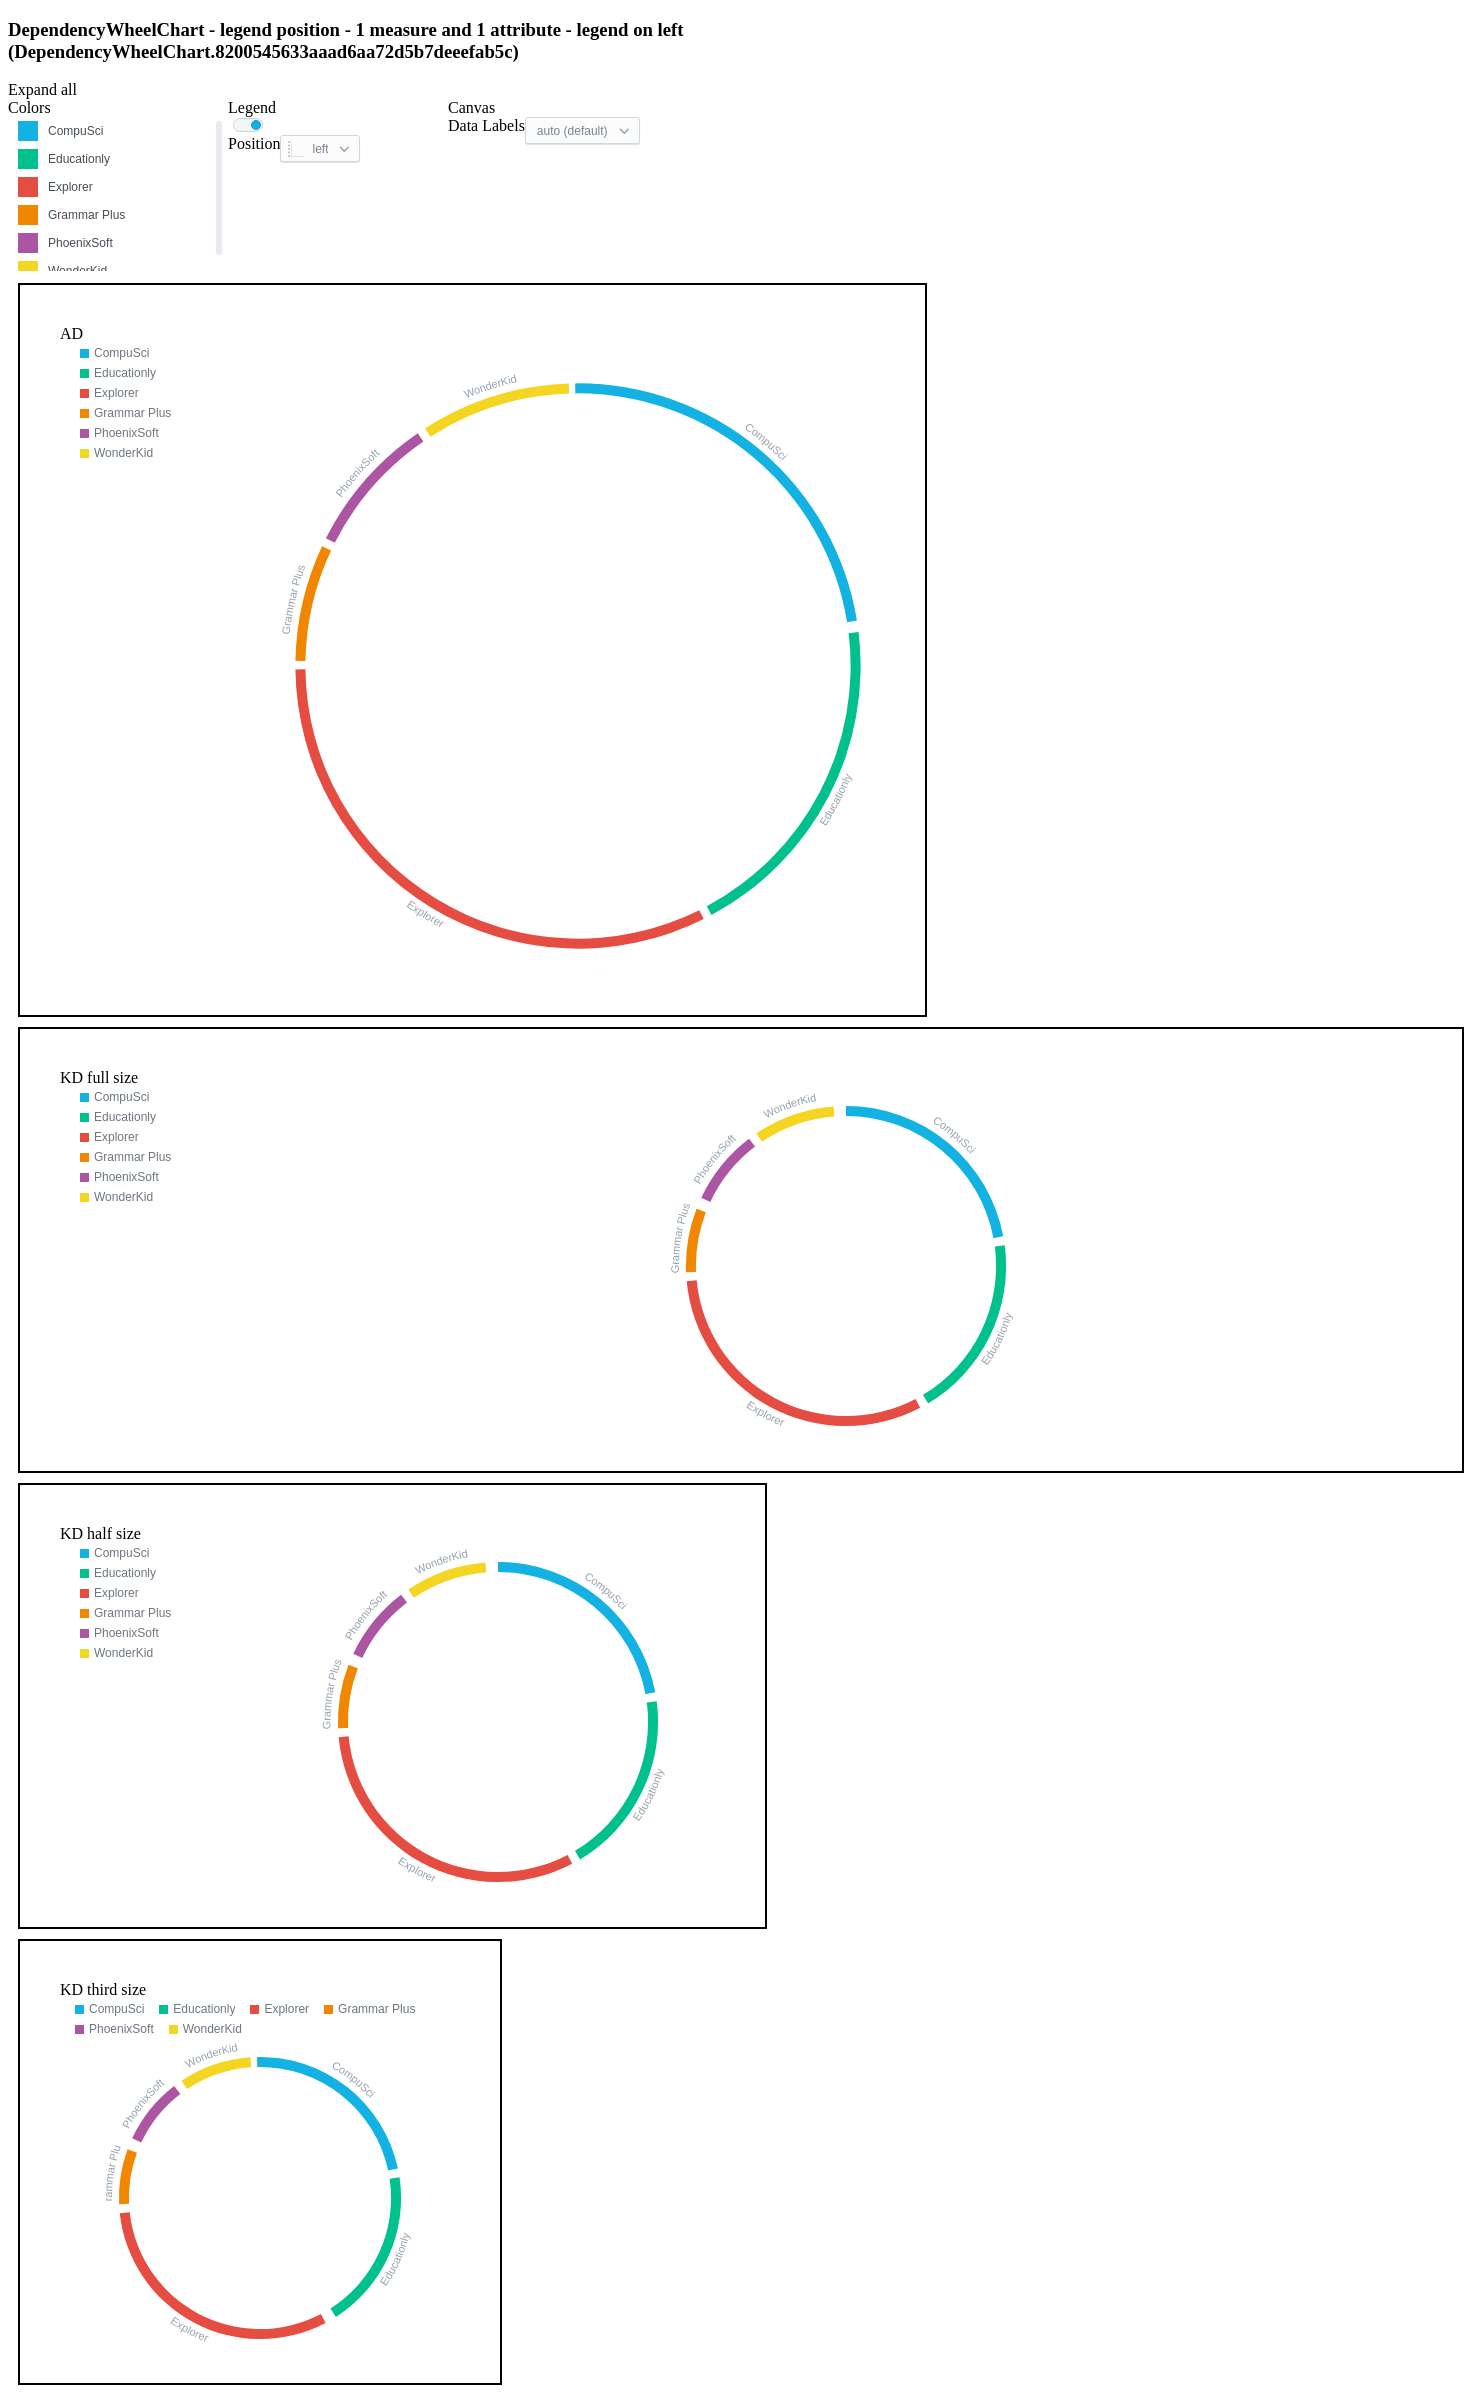 DependencyWheelChart - legend position - 1 measure and 1 attribute - legend on left
(DependencyWheelChart.8200545633aaad6aa72d5b7deeefab5c)
Expand all
Colors
CompuSci
Educationly
Explorer
Grammar Plus
PhoenixSoft
WonderKid
Legend
Position
left
Canvas
Data Labels
auto (default)
AD
CompuSci
Educationly
Explorer
Grammar Plus
PhoenixSoft
WonderKid
WonderKid
CompuSci
PhoenixSoft
Grammar Plus
Educationly
Explorer
KD full size
CompuSci
Educationly
Explorer
Grammar Plus
PhoenixSoft
WonderKid
WonderKid
CompuSci
PhoenixSoft
Grammar Plus
Educationly
Explorer
KD half size
CompuSci
Educationly
Explorer
Grammar Plus
PhoenixSoft
WonderKid
WonderKid
CompuSci
PhoenixSoft
Grammar Plus
Educationly
Explorer
KD third size
CompuSci Educationly Explorer Grammar Plus
PhoenixSoft WonderKid
WonderKid
CompuSci
PhoenixSoft
rammar Plu
Educationly
Explorer